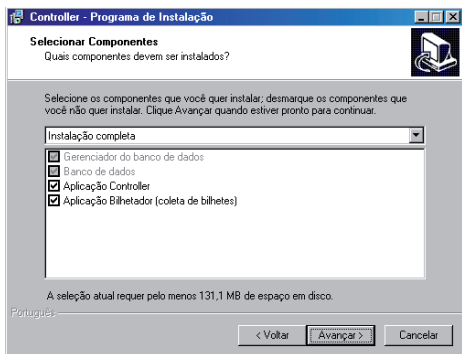 Controller - Programa de Instalação
Selecionar Componentes
Quais componentes devem ser instalados?
Selecione os componentes que você quer instalar; desmarque os componentes que
você não quer instalar. Clique Avançar quando estiver pronto para continuar.
Instalação completa
Gerenciador do banco de dados
Banco de dados
Aplicação Controller
Aplicação Bilhetador (coleta de bilhetes)
A seleção atual requer pelo menos 131,1 MB de espaço em disco.
Português
< Voltar
Avançar >
Cancelar